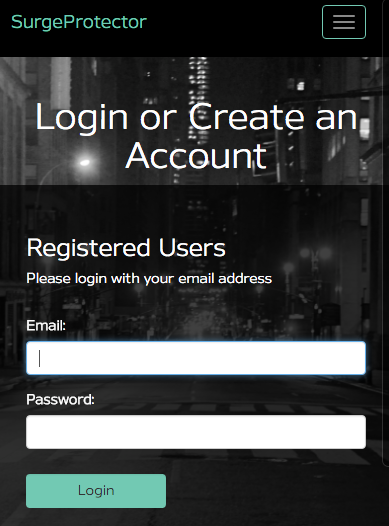 SurgeProtector
Login or Create an
Account
Registered Users
Please login with your email address
Email:
Password:
Login